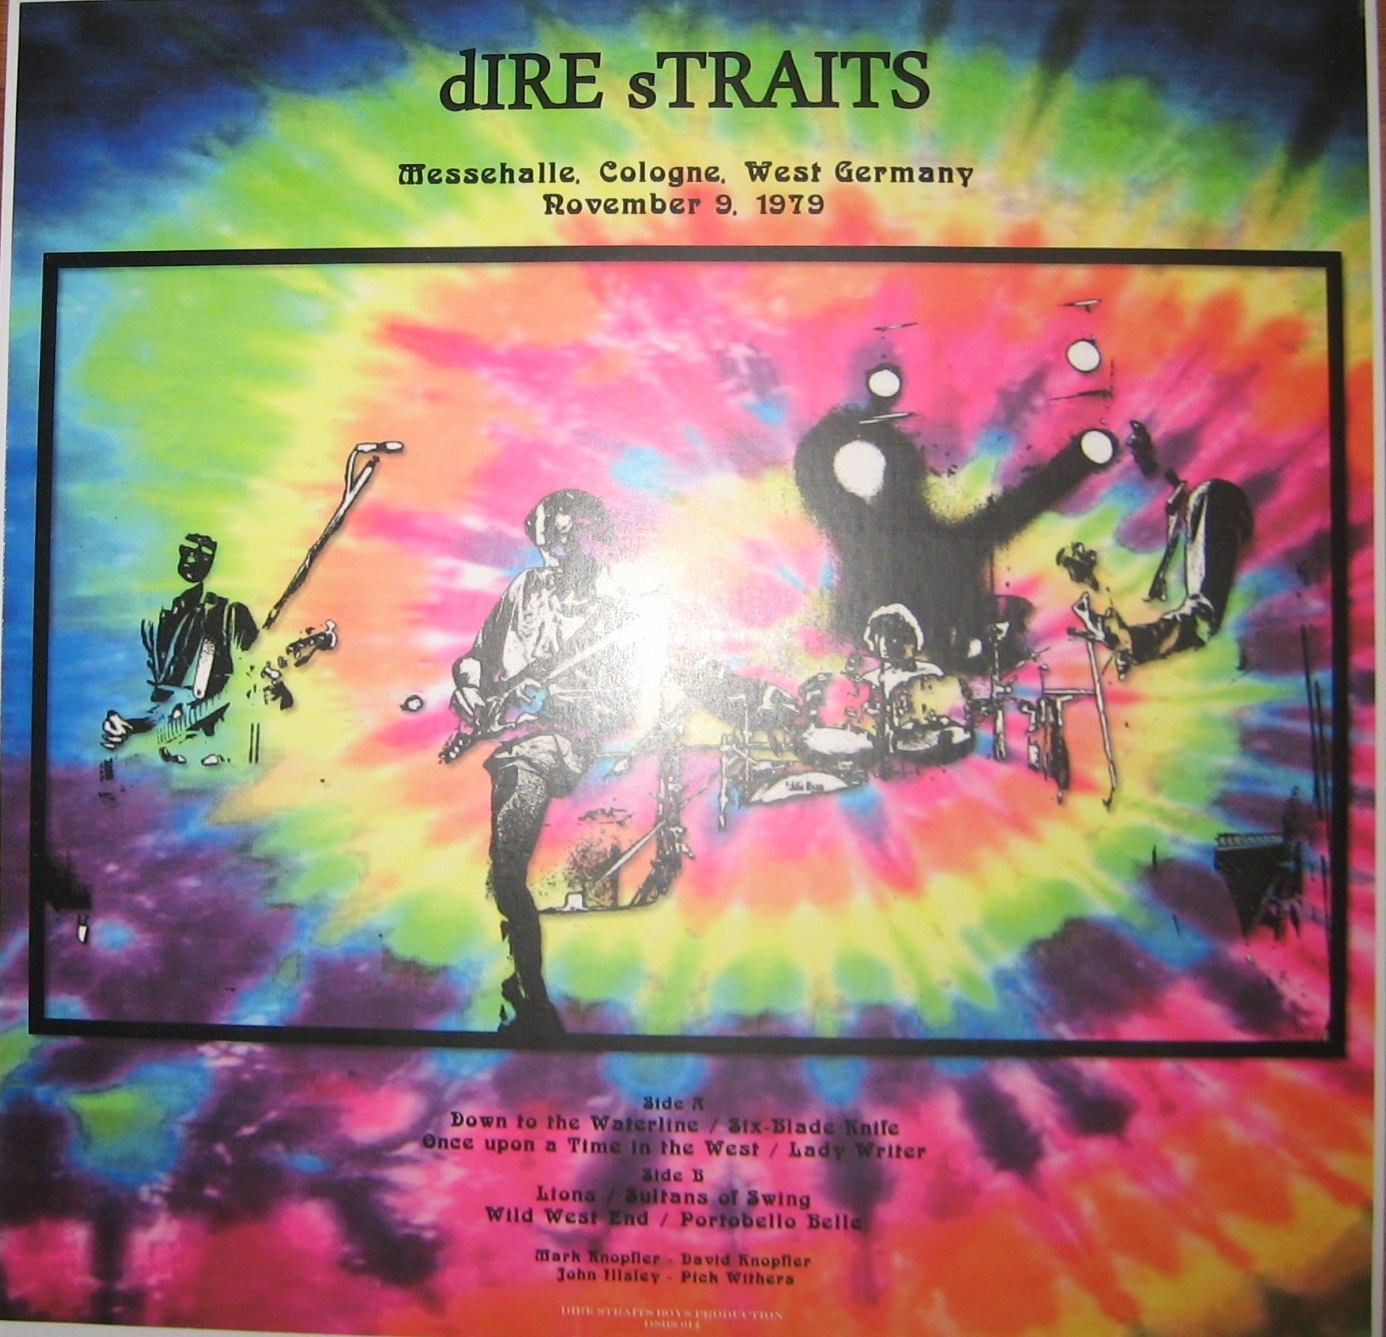 dIRE sTRAITS
Messehalle, Cologne, West Germany
November 9, 1979
Side A
Down to the Waterline / Six-Blade Knife
Once upon a Time in the West / Lady Writer
Side B
Lions / Sultans of Swing
Wild West End / Portobello Belle
Mark Knopfler - David Knopfler
John Illsley - Pick Withers
DIRE STRAITS BOYS PRODUCTION
DSBS 014